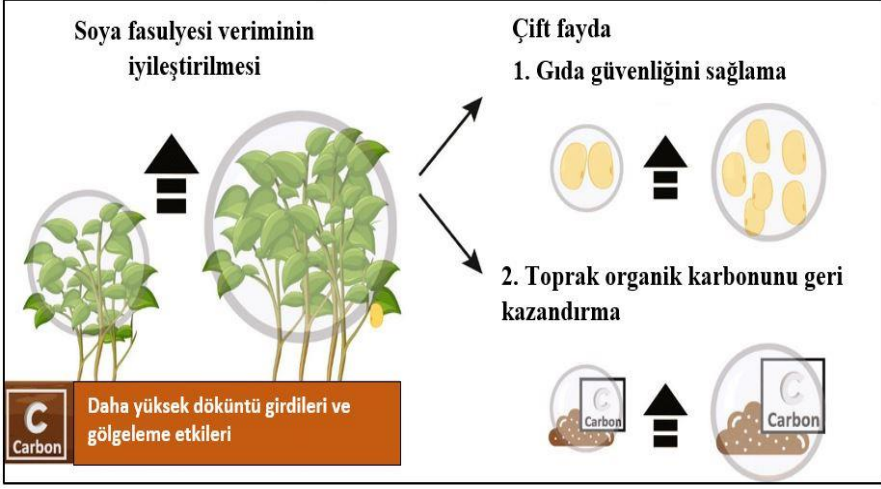 Soya fasulyesi veriminin
iyileştirilmesi
C
Carbon
Daha yüksek döküntü girdileri ve
gölgeleme etkileri
Çift fayda
1. Gıda güvenliğini sağlama
2. Toprak organik karbonunu geri
kazandırma
C
Carbon
C
Carbon